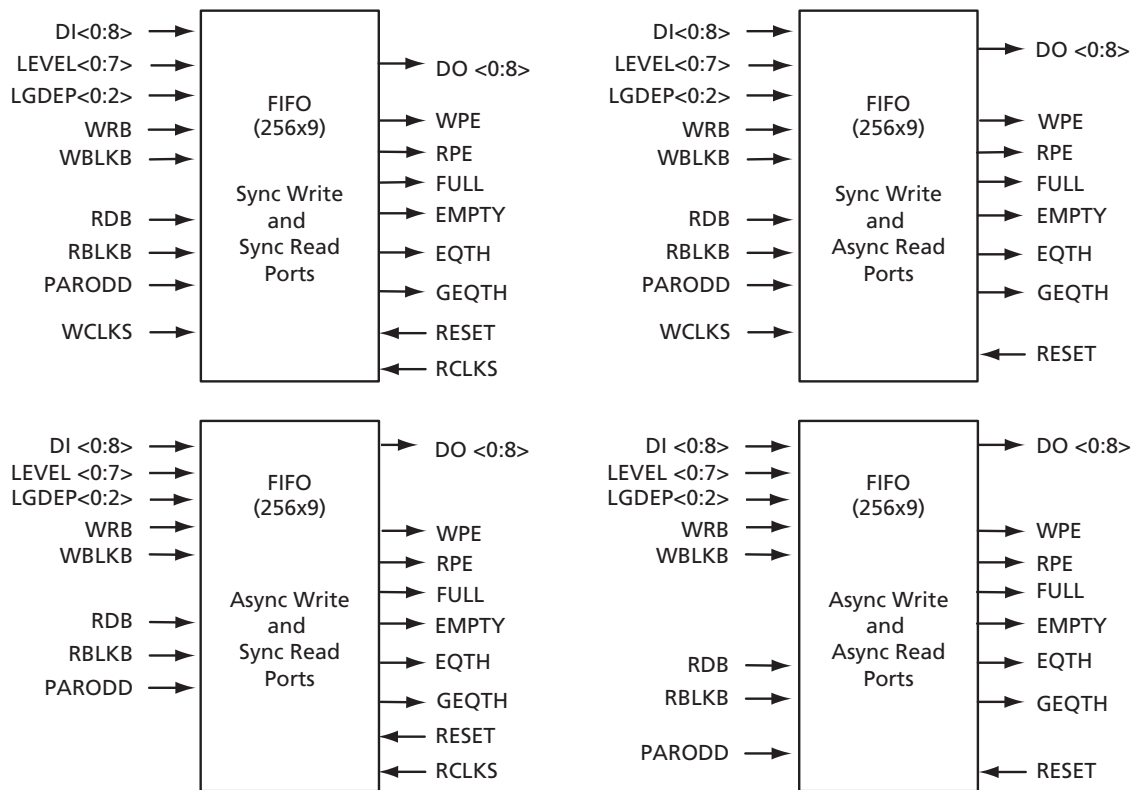 DI<0:8>
LEVEL<0:7>
LGDEP<0:2>
WRB
WBLKB
RDB
RBLKB
PARODD
WCLKS
FIFO
(256x9)
Sync Write
and
Sync Read
Ports
DO <0:8>
WPE
RPE
FULL
EMPTY
EQTH
GEQTH
RESET
RCLKS
DI<0:8>
LEVEL<0:7>
LGDEP<0:2>
WRB
WBLKB
RDB
RBLKB
PARODD
WCLKS
FIFO
(256x9)
Sync Write
and
Async Read
Ports
DO <0:8>
WPE
RPE
FULL
EMPTY
EQTH
GEQTH
RESET
DI <0:8>
LEVEL <0:7>
LGDEP<0:2>
WRB
WBLKB
RDB
RBLKB
PARODD
FIFO
(256x9)
Async Write
and
Sync Read
Ports
DO <0:8>
WPE
RPE
FULL
EMPTY
EQTH
GEQTH
RESET
RCLKS
DI <0:8>
LEVEL <0:7>
LGDEP<0:2>
WRB
WBLKB
RDB
RBLKB
PARODD
FIFO
(256x9)
Async Write
and
Async Read
Ports
DO <0:8>
WPE
RPE
FULL
EMPTY
EQTH
GEQTH
RESET